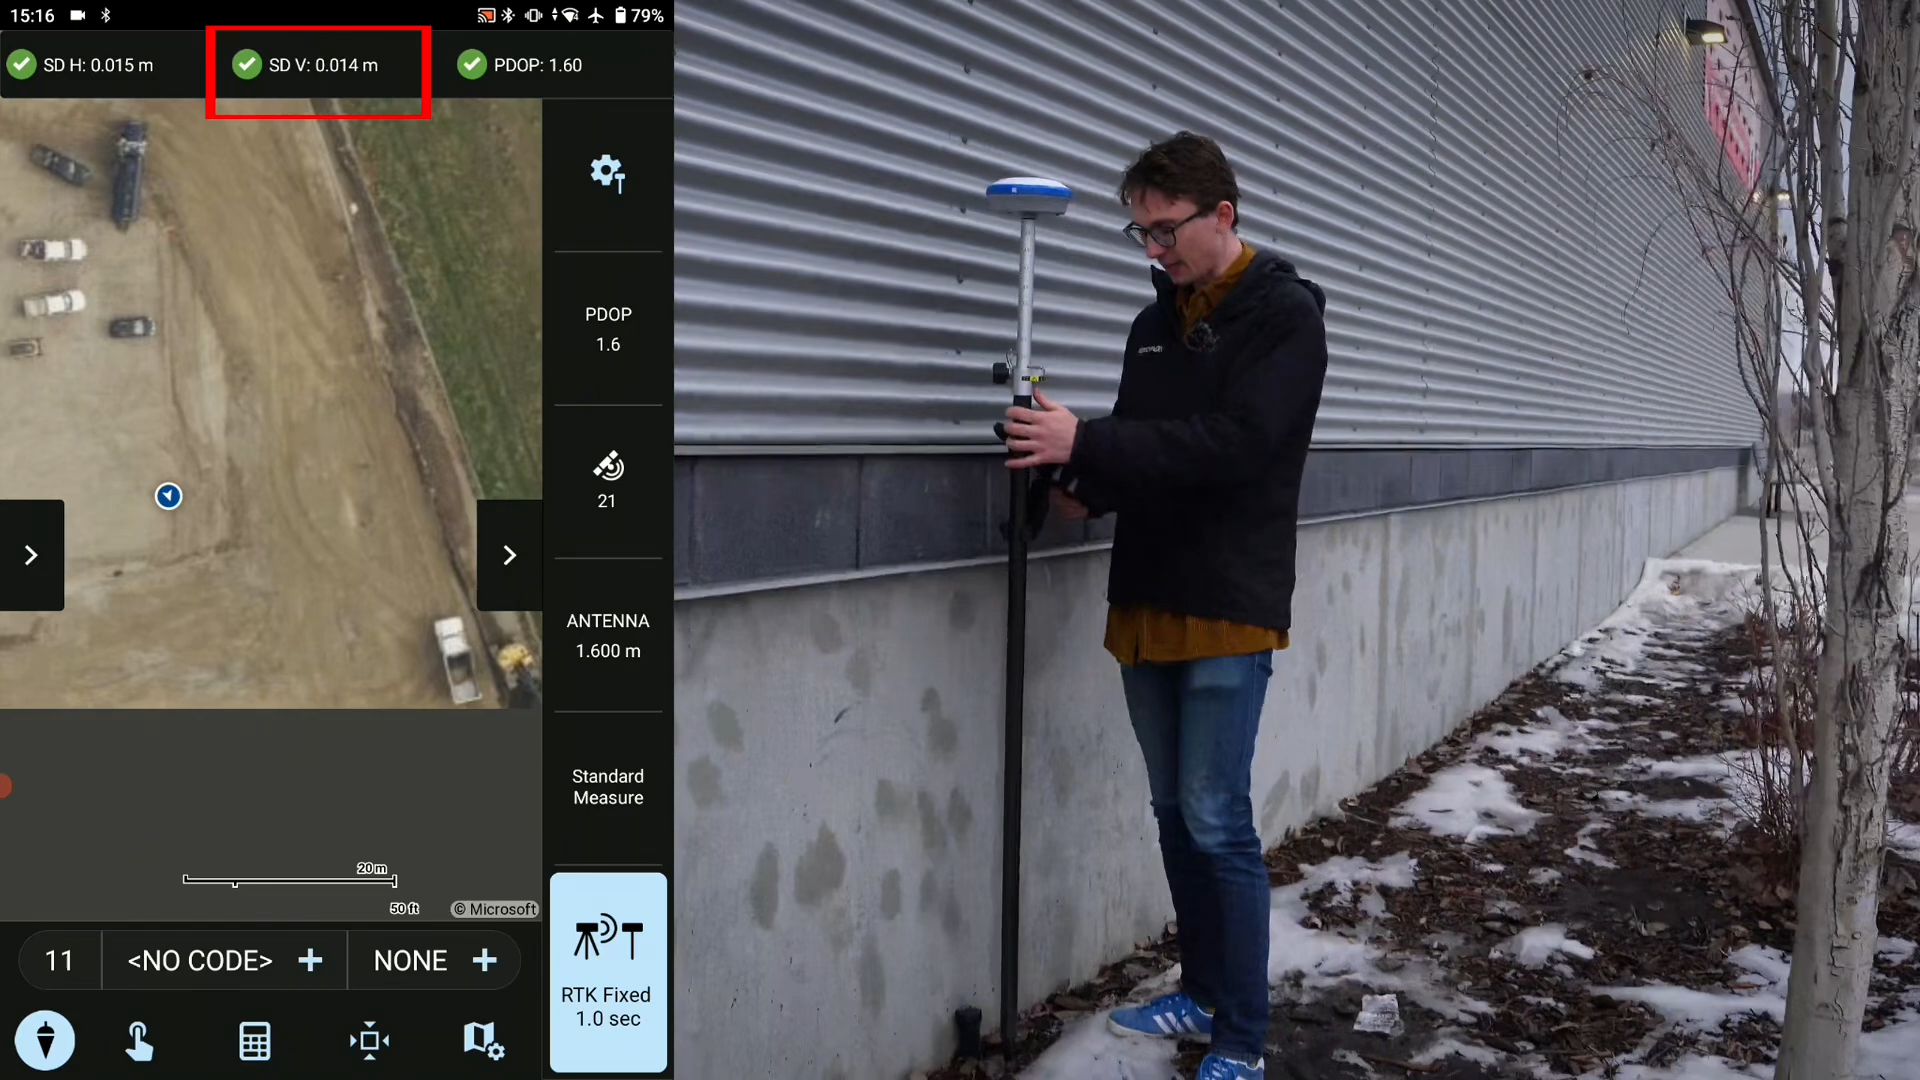 15:16
79%
SD H: 0.015 m
SD V: 0.014 m
PDOP: 1.60
PDOP
1.6
21
ANTENNA
1.600 m
Standard
Measure
20 m
50 ft
© Microsoft
11
<NO CODE>
NONE
RTK Fixed
1.0 sec